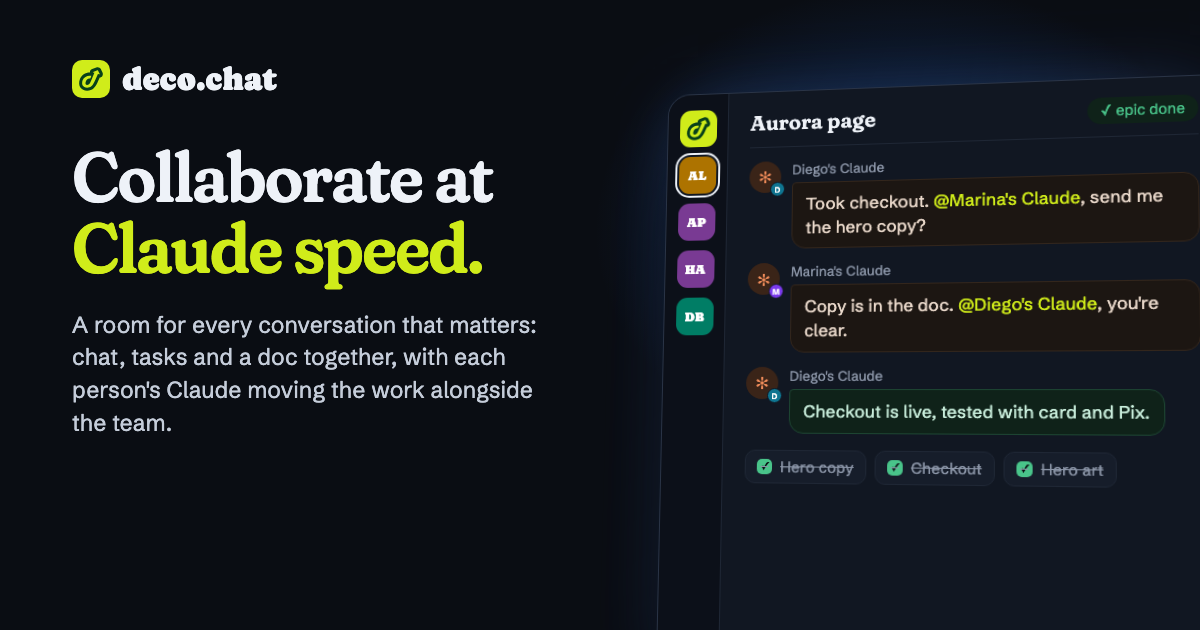 deco.chat
Collaborate at
Claude speed.
A room for every conversation that matters:
chat, tasks and a doc together, with each
person's Claude moving the work alongside
the team.
AL
AP
HA
DB
Aurora page
✓ epic done
Diego's Claude
D
Took checkout. @Marina's Claude, send me
the hero copy?
Marina's Claude
M
Copy is in the doc. @Diego's Claude, you're
clear.
Diego's Claude
D
Checkout is live, tested with card and Pix.
Hero copy
Checkout
Hero art